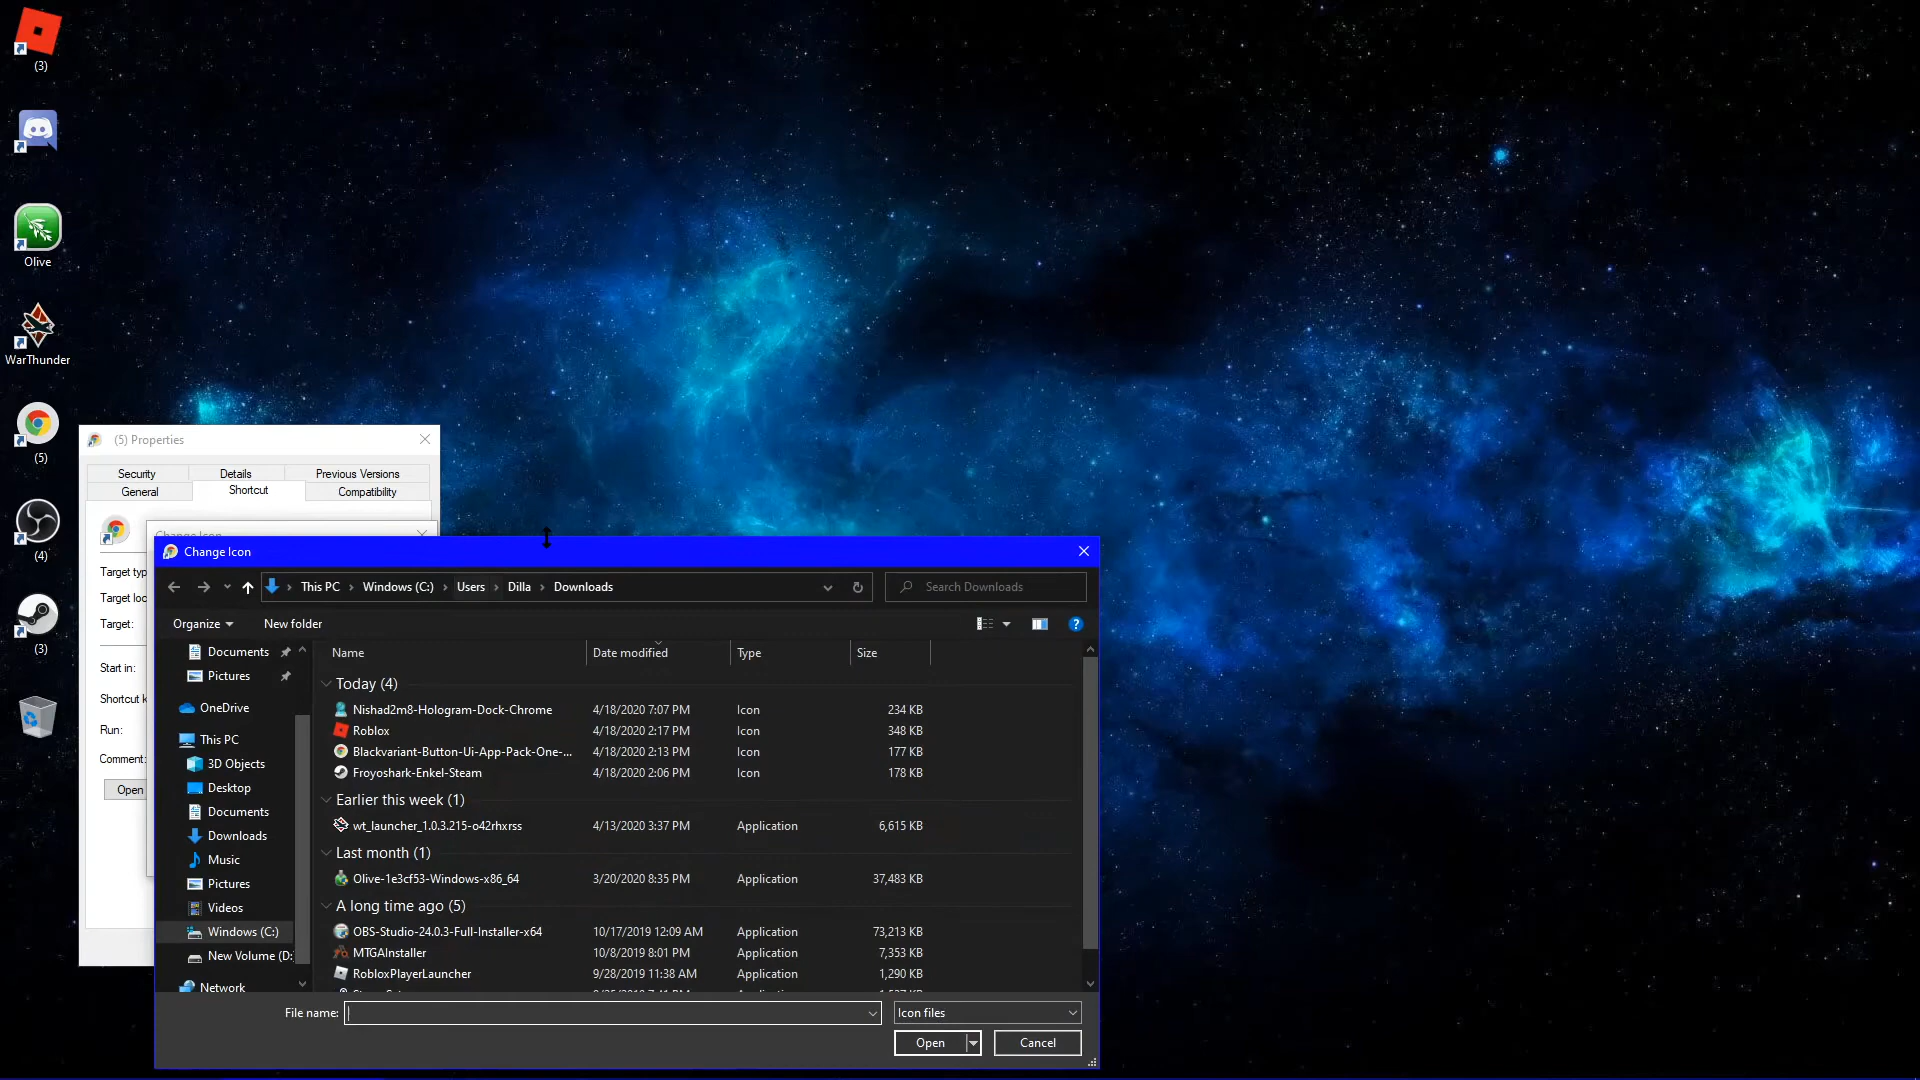 (3)
Olive
WarThunder
(5)
(4)
(3)
(5) Properties
Security Details Previous Versions
General Shortcut Compatibility
Target typ
Target loc
Target:
Start in:
Shortcut k
Run:
Comment:
Open
Change Icon
This PC > Windows (C:) > Users > Dilla > Downloads
Search Downloads
Organize New folder
Documents
Pictures
OneDrive
This PC
3D Objects
Desktop
Documents
Downloads
Music
Pictures
Videos
Windows (C:)
New Volume (D:
Network
Name Date modified Type Size
Today (4)
Nishad2m8-Hologram-Dock-Chrome 4/18/2020 7:07 PM Icon 234 KB
Roblox 4/18/2020 2:17 PM Icon 348 KB
Blackvariant-Button-Ui-App-Pack-One-... 4/18/2020 2:13 PM Icon 177 KB
Froyoshark-Enkel-Steam 4/18/2020 2:06 PM Icon 178 KB
Earlier this week (1)
wt_launcher_1.0.3.215-o42rhxrss 4/13/2020 3:37 PM Application 6,615 KB
Last month (1)
Olive-1e3cf53-Windows-x86_64 3/20/2020 8:35 PM Application 37,483 KB
A long time ago (5)
OBS-Studio-24.0.3-Full-Installer-x64 10/17/2019 12:09 AM Application 73,213 KB
MTGAInstaller 10/8/2019 8:01 PM Application 7,353 KB
RobloxPlayerLauncher 9/28/2019 11:38 AM Application 1,290 KB
File name: Icon files
Open Cancel